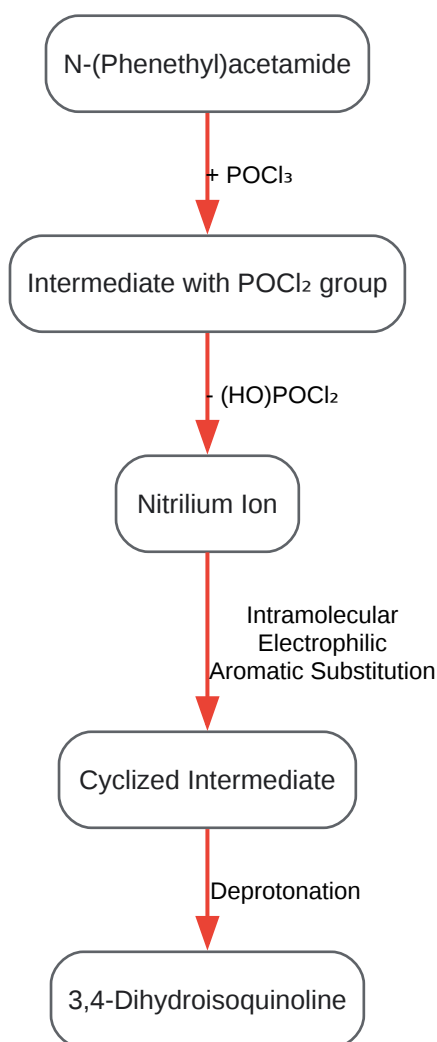 N-(Phenethyl)acetamide
+ POCl₃
Intermediate with POCl₂ group
- (HO)POCl₂
Nitrilium Ion
Intramolecular
Electrophilic
Aromatic Substitution
Cyclized Intermediate
Deprotonation
3,4-Dihydroisoquinoline